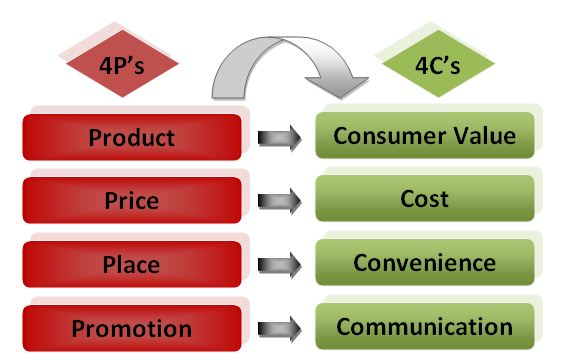 4P's
4C's
Product
Consumer Value
Price
Cost
Place
Convenience
Promotion
Communication